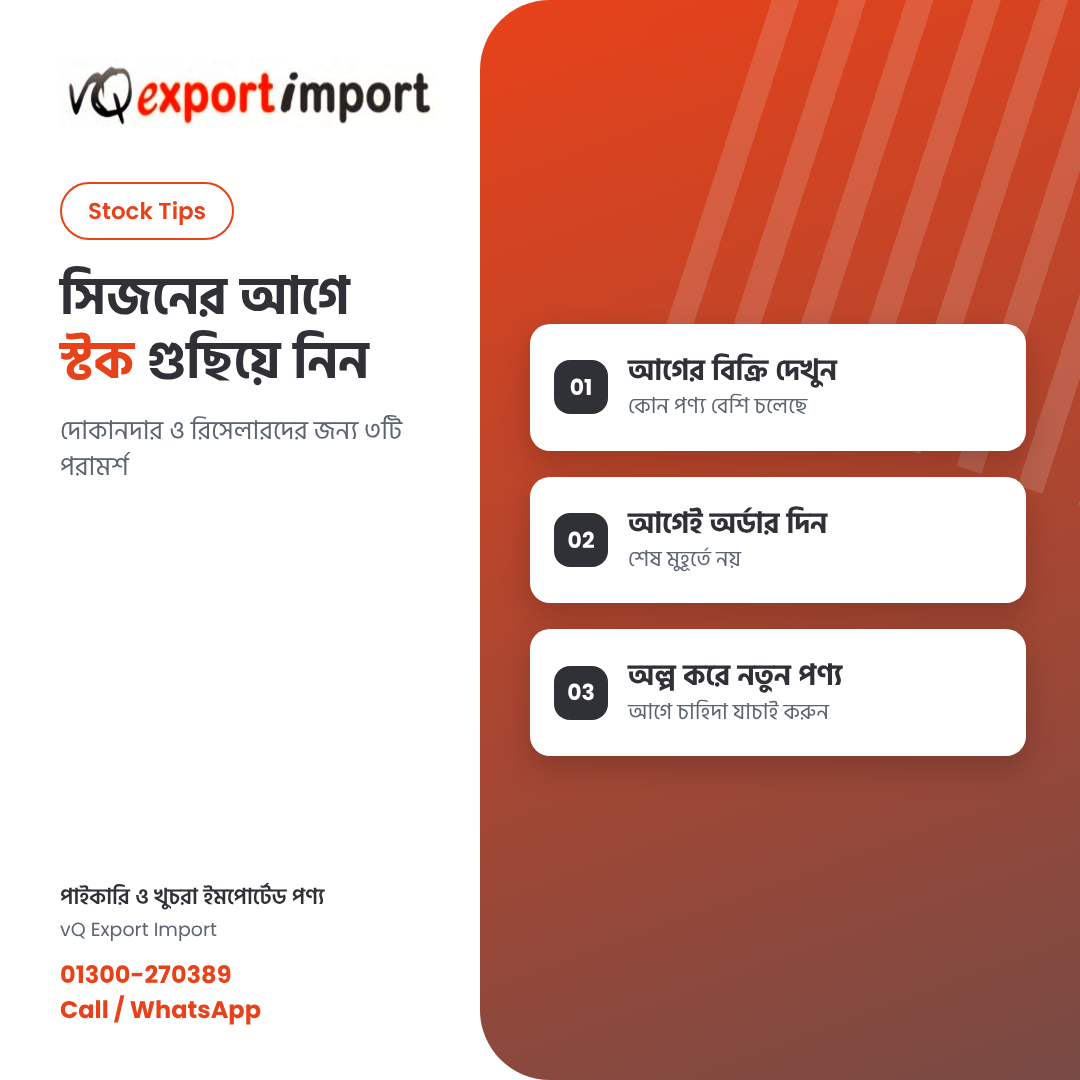 vQ export import
Stock Tips
সিজনের আগে
স্টক গুছিয়ে নিন
দোকানদার ও রিসেলারদের জন্য ৩টি
পরামর্শ
01
আগের বিক্রি দেখুন
কোন পণ্য বেশি চলেছে
02
আগেই অর্ডার দিন
শেষ মুহূর্তে নয়
03
অল্প করে নতুন পণ্য
আগে চাহিদা যাচাই করুন
পাইকারি ও খুচরা ইমপোর্টেড পণ্য
vQ Export Import
01300-270389
Call / WhatsApp